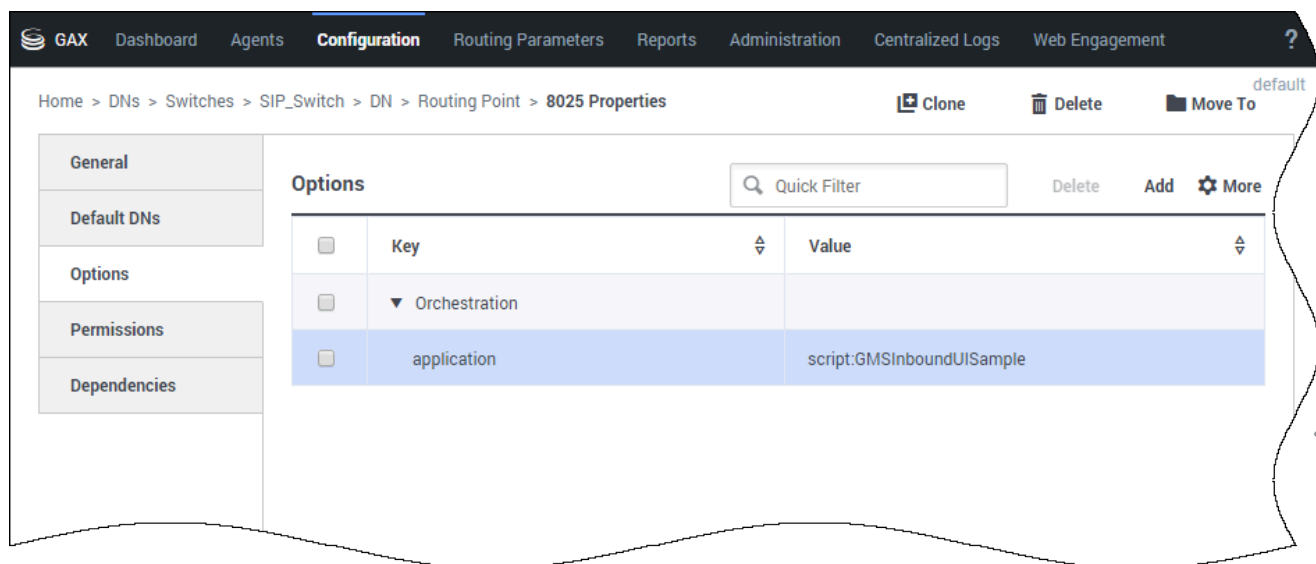 GAX Dashboard Agents Configuration Routing Parameters Reports Administration Centralized Logs Web Engagement ?
default
Home > DNs > Switches > SIP_Switch > DN > Routing Point > 8025 Properties Clone Delete Move To
General
Options Quick Filter Delete Add More
Default DNs
Key Value
Options
Orchestration
Permissions
application script:GMSInboundUISample
Dependencies